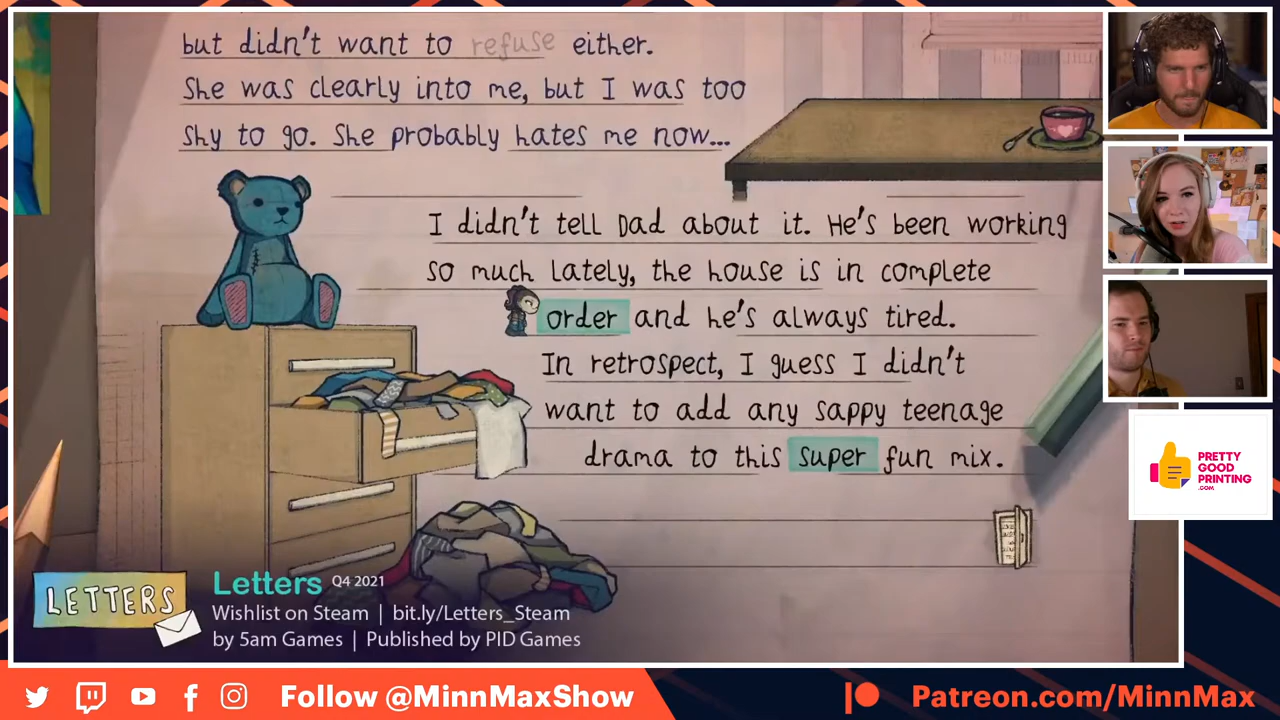 but didn't want to refuse either.
She was clearly into me, but I was too
shy to go. She probably hates me now...
I didn't tell Dad about it. He's been working
so much lately, the house is in complete
order and he's always tired.
In retrospect, I guess I didn't
want to add any sappy teenage
drama to this super fun mix.
PRETTY
GOOD
PRINTING
.COM
LETTERS
Letters Q4 2021
Wishlist on Steam | bit.ly/Letters_Steam
by 5am Games | Published by PID Games
Follow @MinnMaxShow
Patreon.com/MinnMax